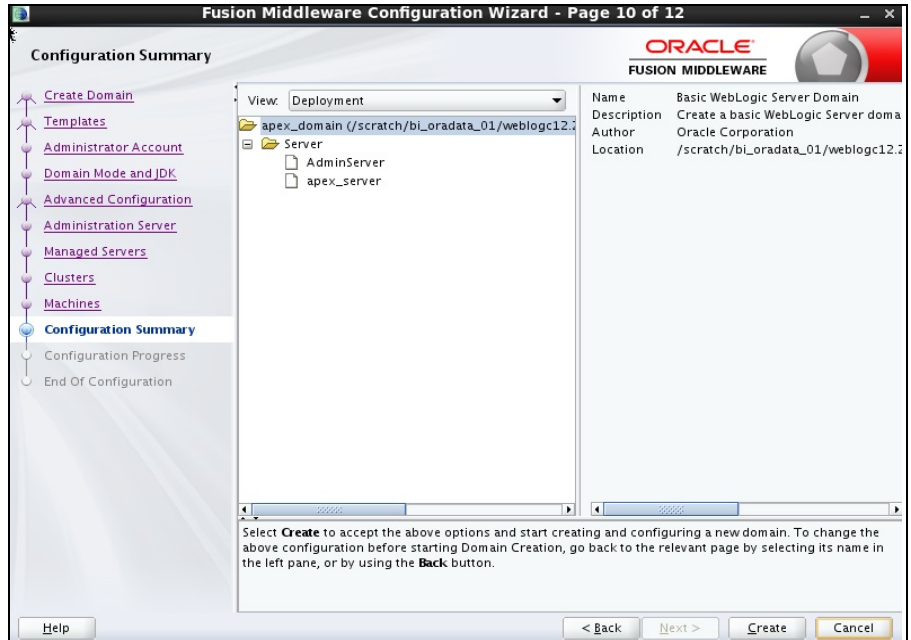 Fusion Middleware Configuration Wizard - Page 10 of 12
Configuration Summary
ORACLE
FUSION MIDDLEWARE
Create Domain
Templates
Administrator Account
Domain Mode and JDK
Advanced Configuration
Administration Server
Managed Servers
Clusters
Machines
Configuration Summary
Configuration Progress
End Of Configuration
View: Deployment
apex_domain (/scratch/bi_oradata_01/weblogc12.2
Server
AdminServer
apex_server
Name Basic WebLogic Server Domain
Description Create a basic WebLogic Server doma
Author Oracle Corporation
Location /scratch/bi_oradata_01/weblogc12.2
Select Create to accept the above options and start creating and configuring a new domain. To change the
above configuration before starting Domain Creation, go back to the relevant page by selecting its name in
the left pane, or by using the Back button.
Help
< Back
Next >
Create
Cancel